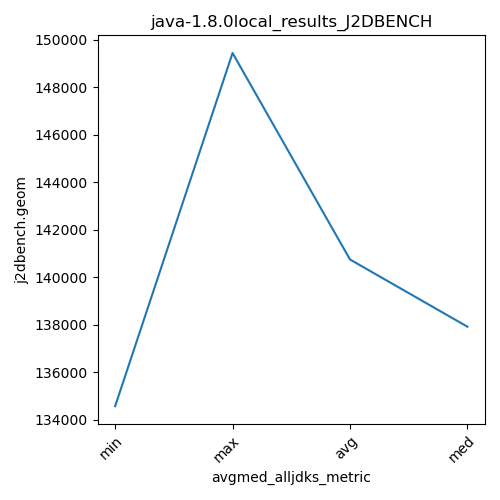 java-1.8.0local_results_J2DBENCH
150000
148000
146000
144000
142000
140000
138000
136000
134000
j2dbench.geom
min
max
avg
med
avgmed_alljdks_metric